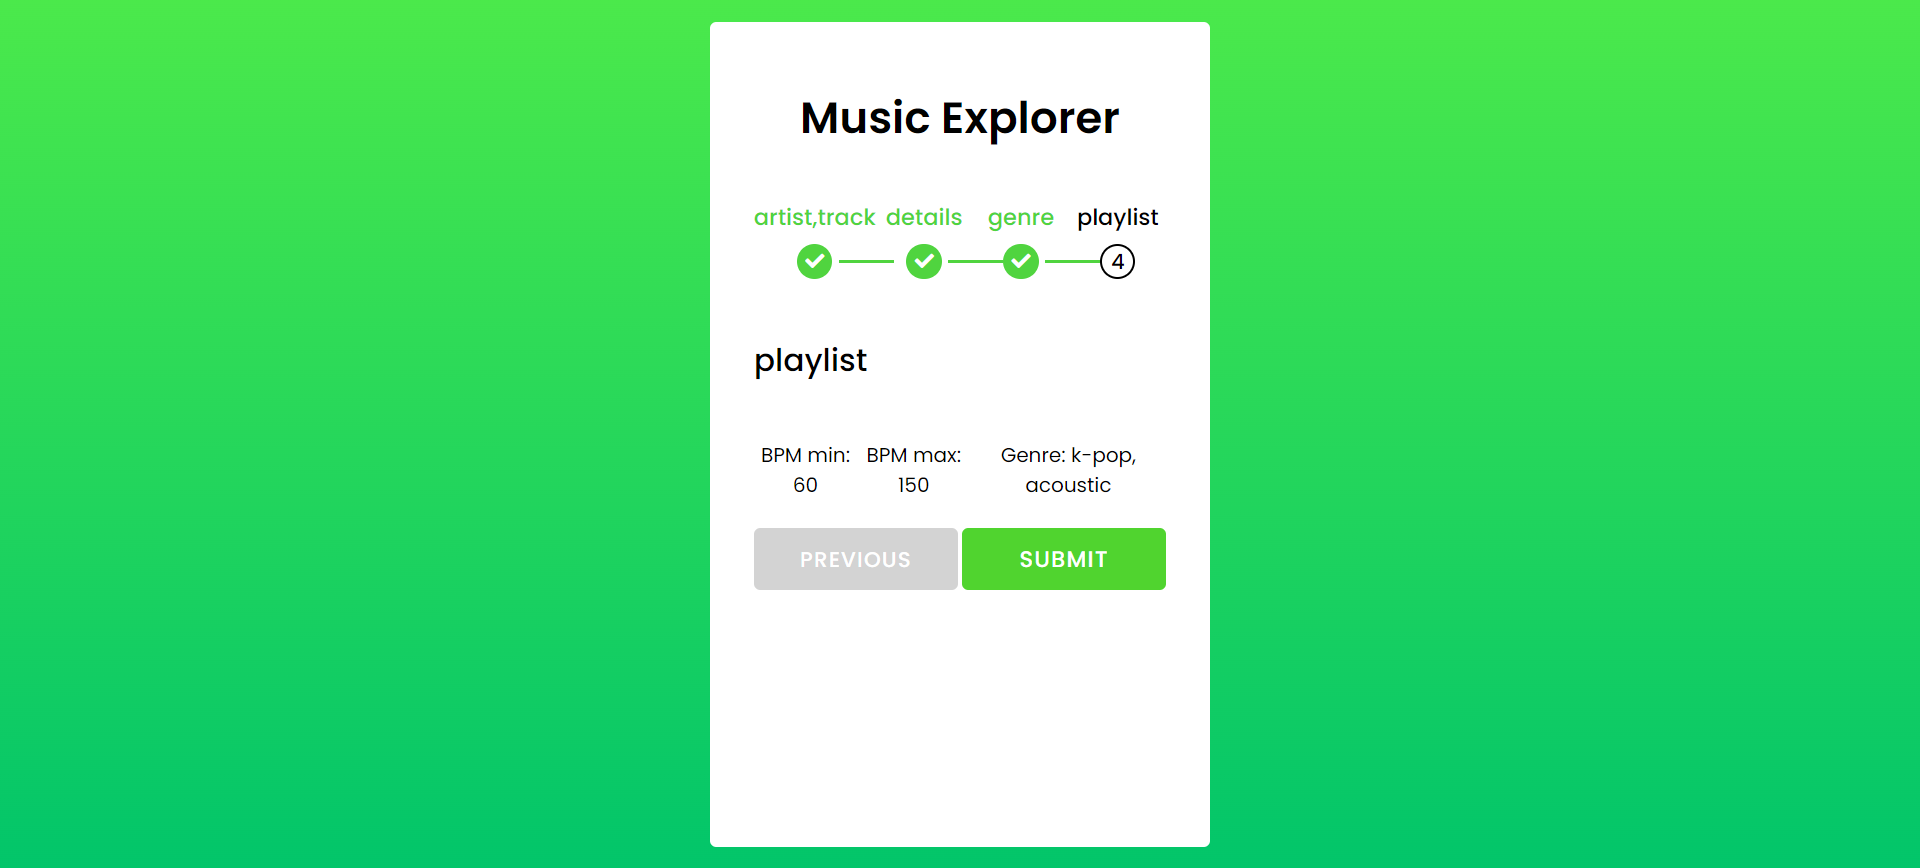 Music Explorer
artist,track details genre playlist
4
playlist
BPM min: BPM max: Genre: k-pop,
60 150 acoustic
PREVIOUS SUBMIT